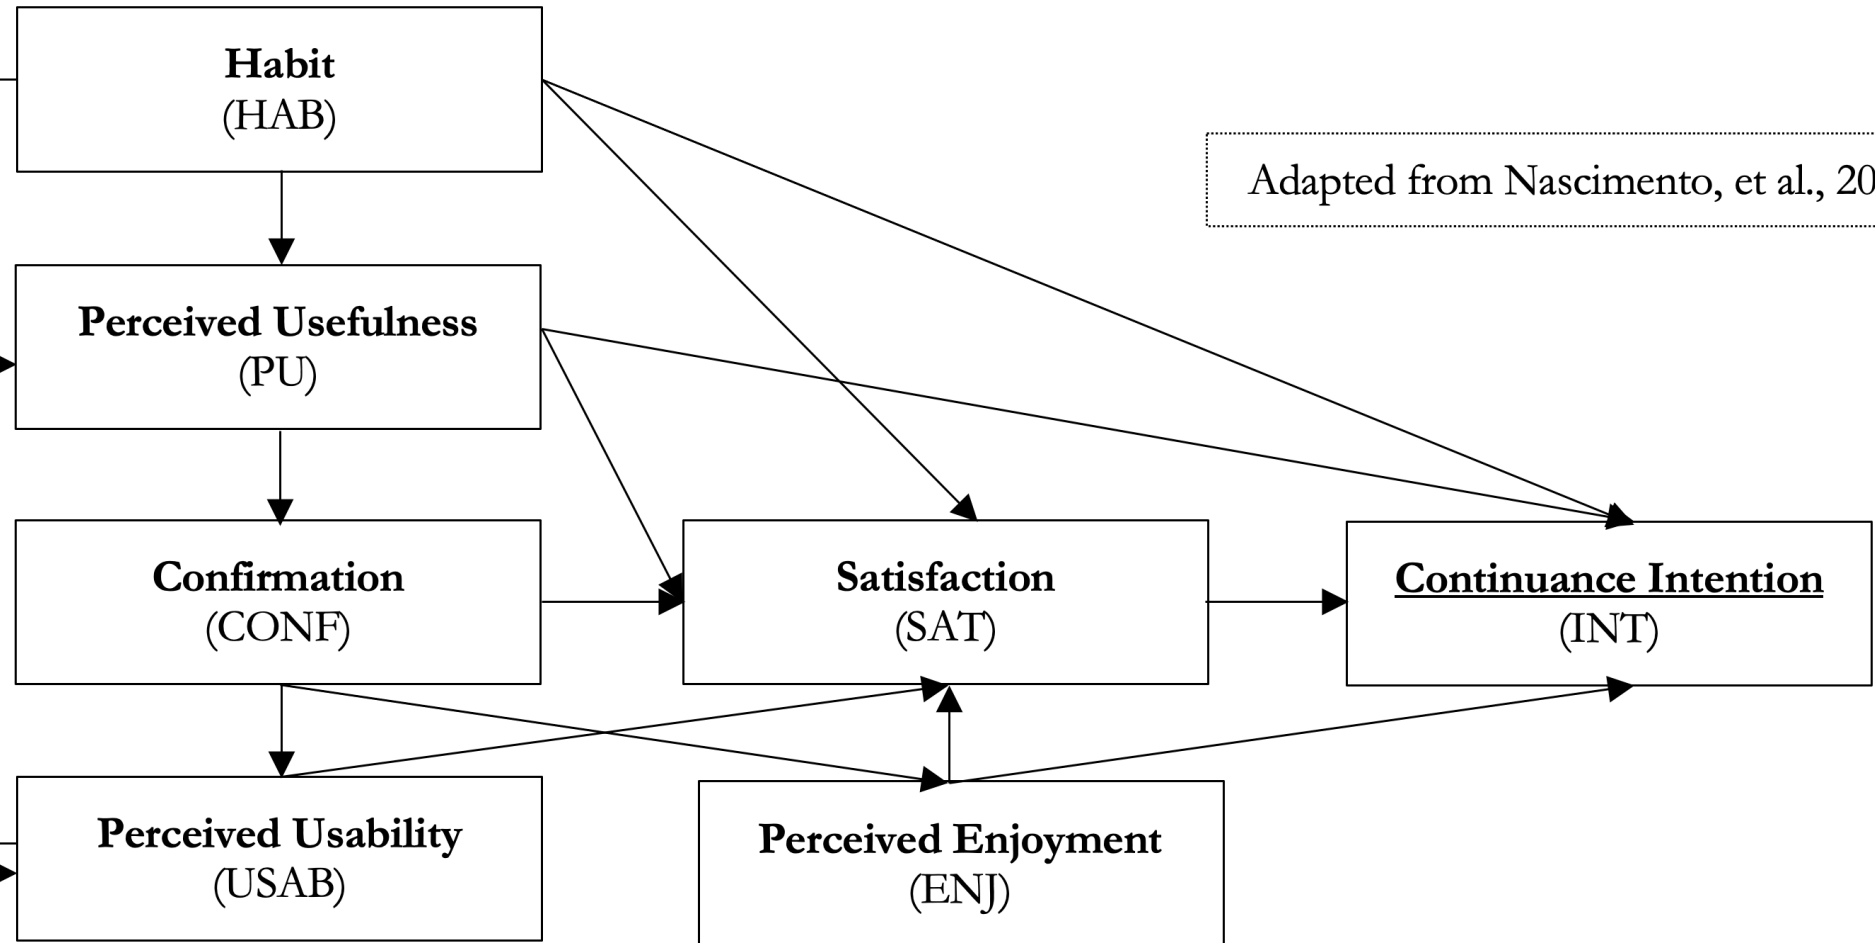 Habit
(HAB)
Adapted from Nascimento, et al., 20
Perceived Usefulness
(PU)
Confirmation
(CONF)
Satisfaction
(SAT)
Continuance Intention
(INT)
Perceived Usability
(USAB)
Perceived Enjoyment
(ENJ)